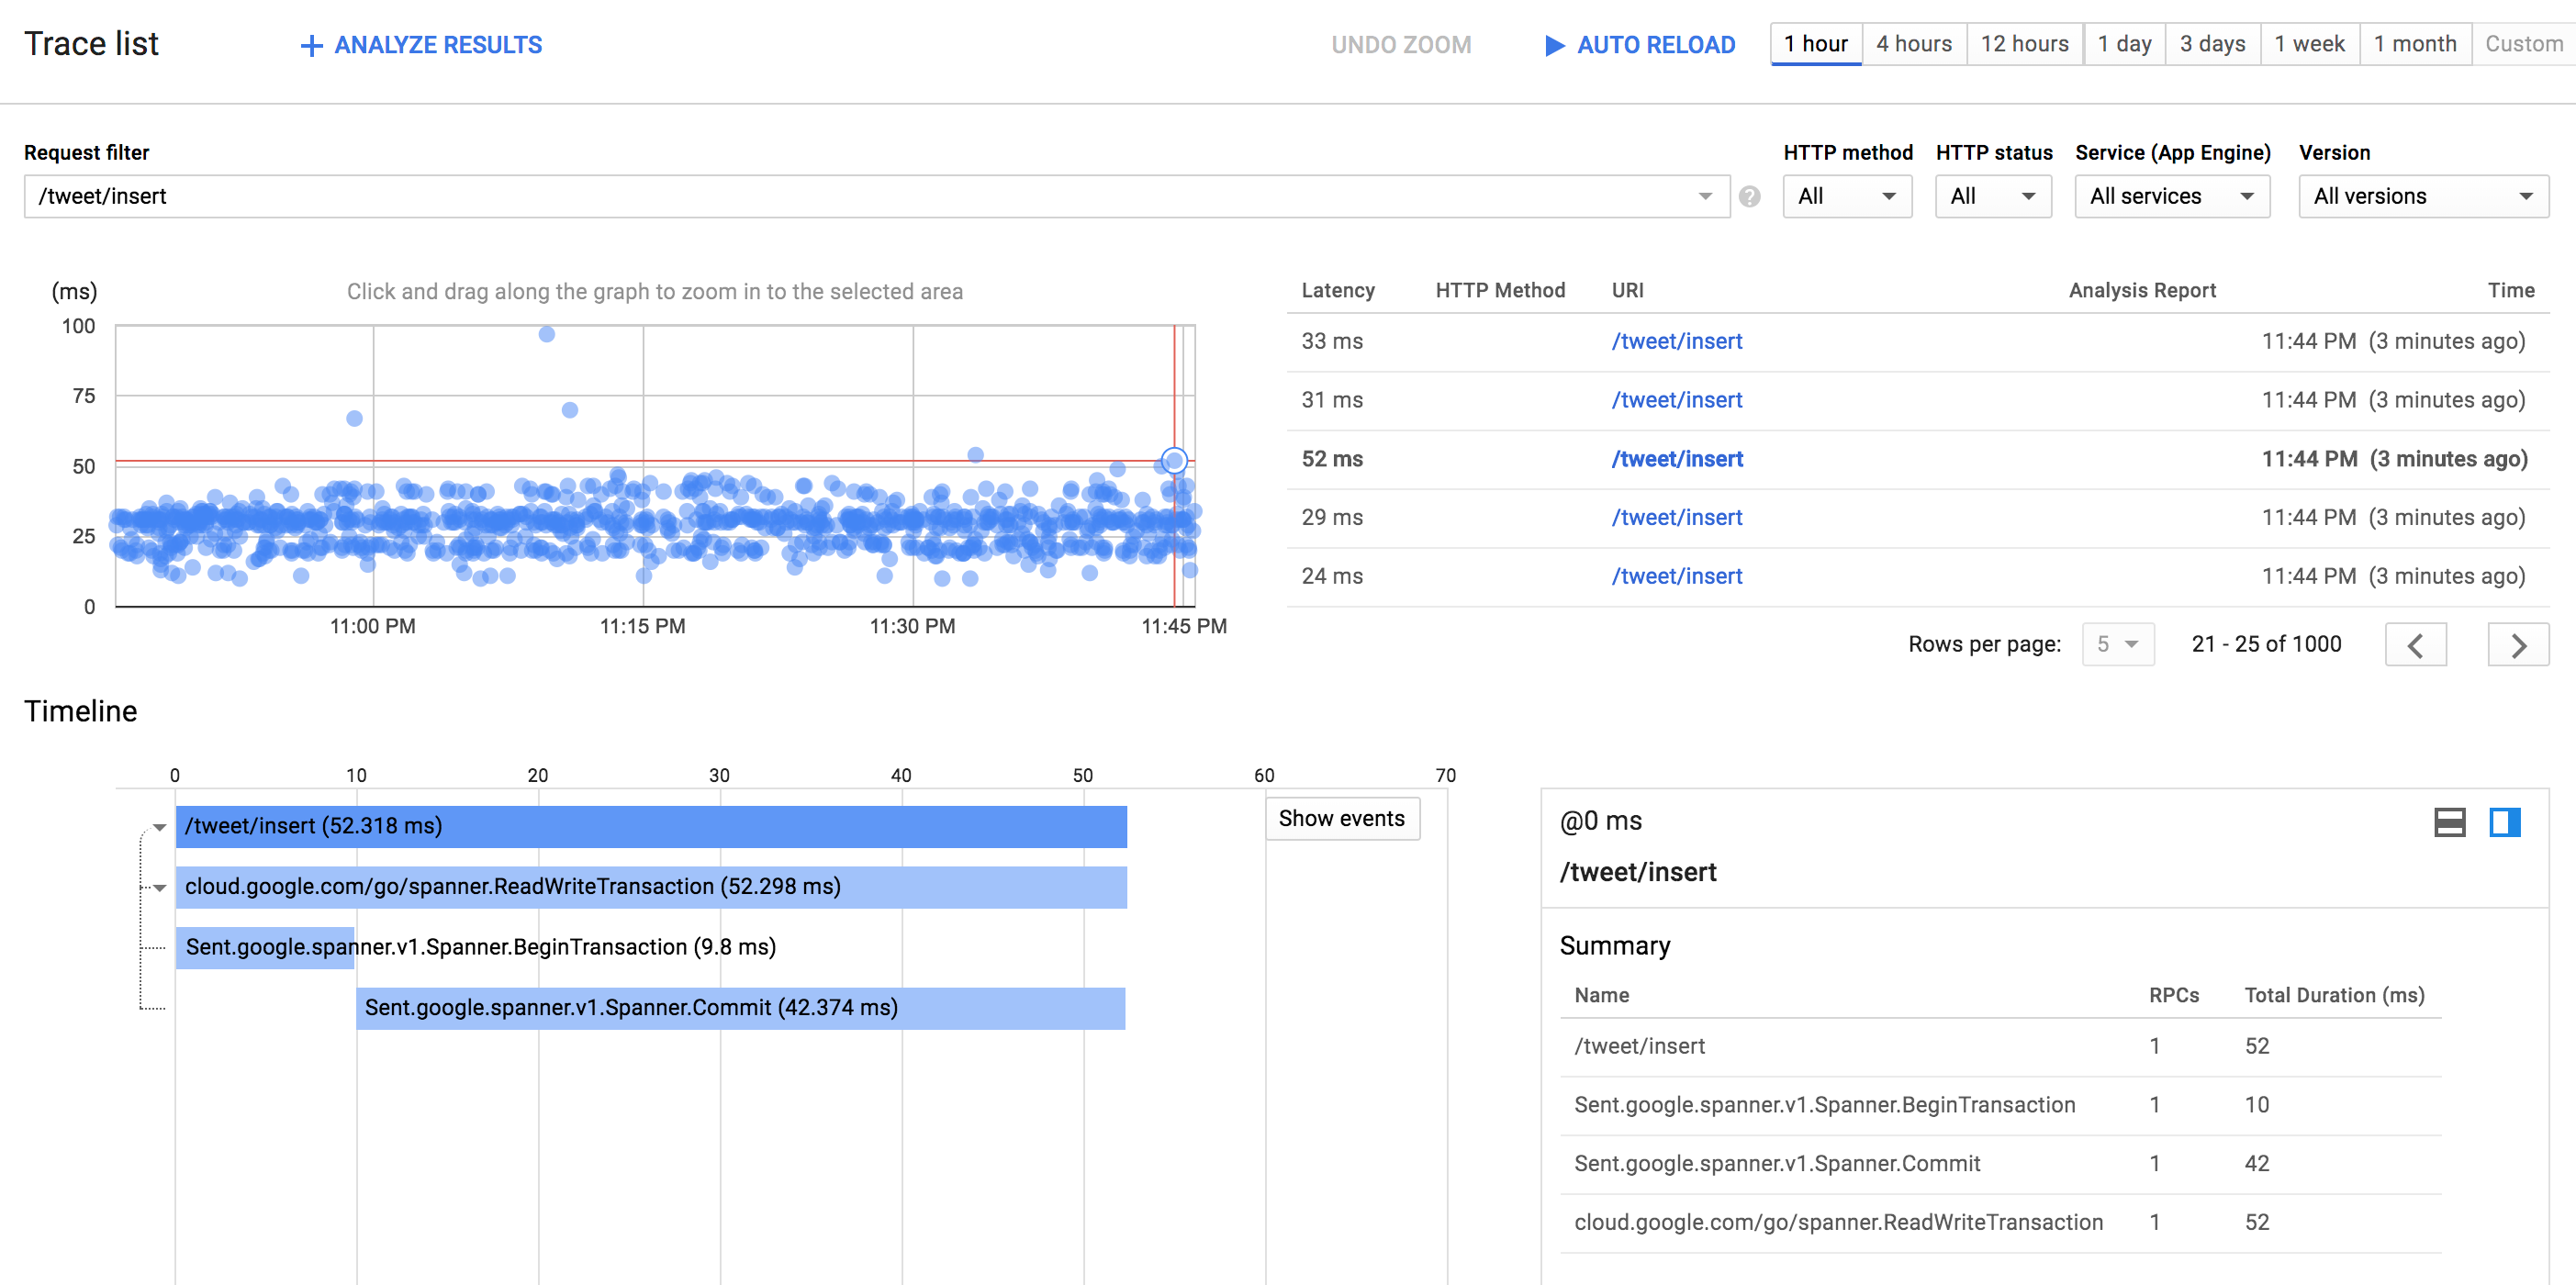 Trace list
ANALYZE RESULTS
UNDO ZOOM
AUTO RELOAD
1 hour 4 hours 12 hours 1 day 3 days 1 week 1 month Custom
Request filter
/tweet/insert
?
HTTP method HTTP status Service (App Engine) Version
All All All services All versions
(ms)
Click and drag along the graph to zoom in to the selected area
100
75
50
25
0
11:00 PM 11:15 PM 11:30 PM 11:45 PM
Latency HTTP Method URI Analysis Report Time
33 ms /tweet/insert 11:44 PM (3 minutes ago)
31 ms /tweet/insert 11:44 PM (3 minutes ago)
52 ms /tweet/insert 11:44 PM (3 minutes ago)
29 ms /tweet/insert 11:44 PM (3 minutes ago)
24 ms /tweet/insert 11:44 PM (3 minutes ago)
Rows per page: 5 21 - 25 of 1000
Timeline
0 10 20 30 40 50 60 70
/tweet/insert (52.318 ms)
Show events
cloud.google.com/go/spanner.ReadWriteTransaction (52.298 ms)
Sent.google.spanner.v1.Spanner.BeginTransaction (9.8 ms)
Sent.google.spanner.v1.Spanner.Commit (42.374 ms)
@0 ms
/tweet/insert
Summary
Name RPCs Total Duration (ms)
/tweet/insert 1 52
Sent.google.spanner.v1.Spanner.BeginTransaction 1 10
Sent.google.spanner.v1.Spanner.Commit 1 42
cloud.google.com/go/spanner.ReadWriteTransaction 1 52